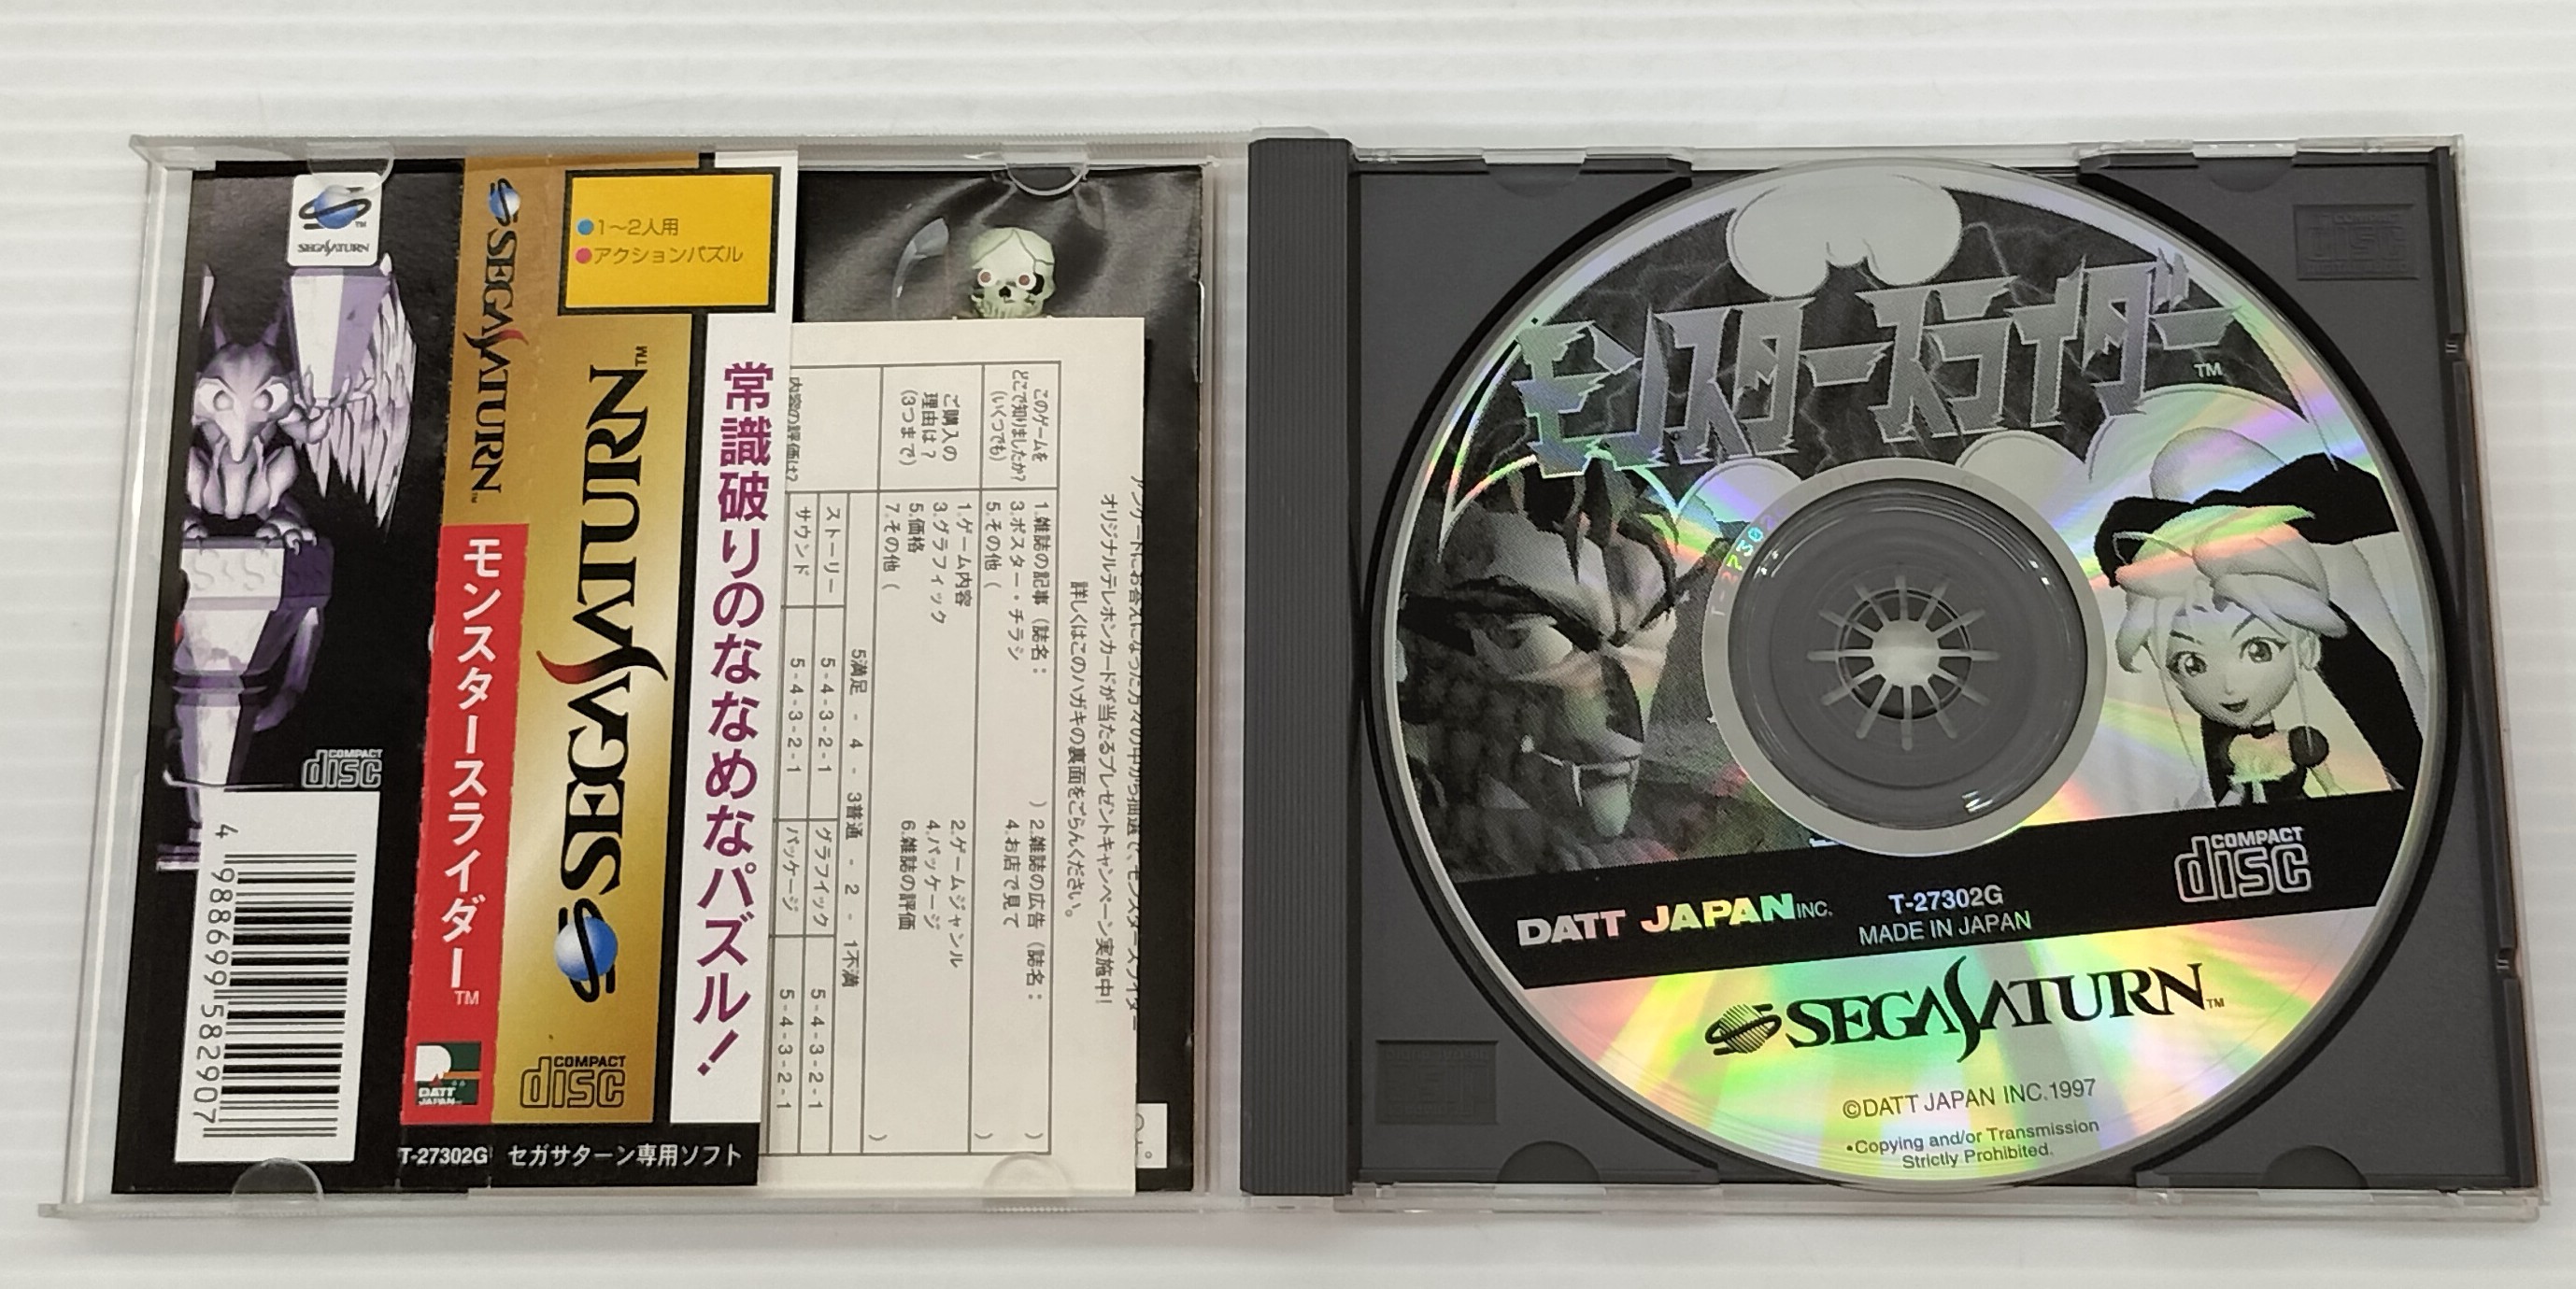 SEGA SATURN
COMPACT
disc
4 988699 582907
SEGA SATURN™
モンスタースライダー™
DATT
JAPAN
T-27302G
1〜2人用
アクションパズル
SEGA SATURN™
COMPACT
disc
セガサターン専用ソフト
常識破りのななめなパズル！
オリジナルテレホンカードが当たるプレゼントキャンペーン実施中!
詳しくはこのハガキの裏面をごらんください。
このゲームを
どこで知りましたか?
(いくつでも)
1.雑誌の記事（誌名：　　　）2.雑誌の広告（誌名：　　　）
3.ポスター・チラシ　4.お店で見て
5.その他（　　　）
ご購入の
理由は？
(3つまで)
1.ゲーム内容　2.ゲームジャンル
3.グラフィック　4.パッケージ
5.価格　6.雑誌の評価
7.その他（　　　）
内容の評価は?
5満足 - 4 - 3普通 - 2 - 1不満
ストーリー 5-4-3-2-1 グラフィック 5-4-3-2-1
サウンド 5-4-3-2-1 パッケージ 5-4-3-2-1
COMPACT
disc
モンスタースライダー
TM
COMPACT
disc
DATT JAPAN INC.
T-27302G
MADE IN JAPAN
SEGA SATURN™
©DATT JAPAN INC.1997
•Copying and/or Transmission
Strictly Prohibited.